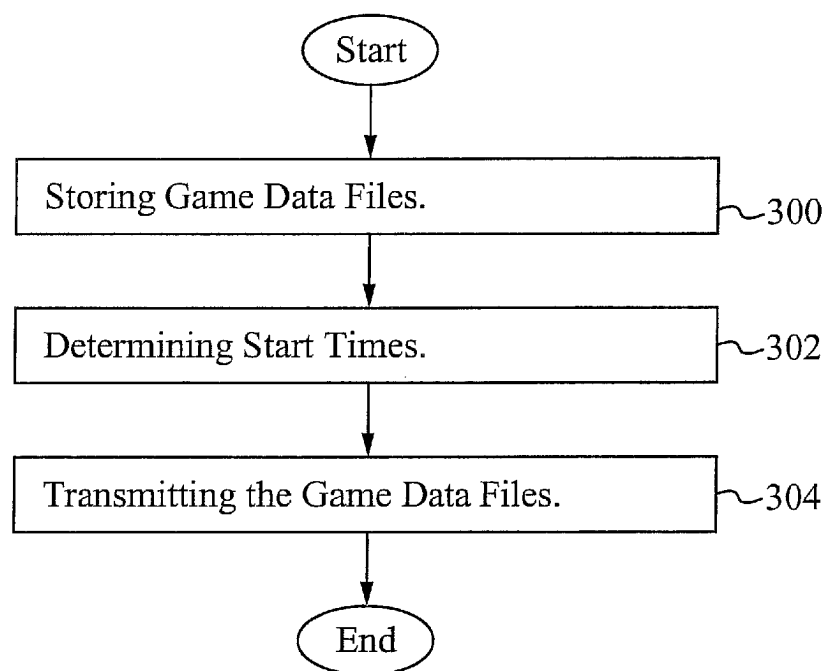 Start
Storing Game Data Files.
300
Determining Start Times.
302
Transmitting the Game Data Files.
304
End